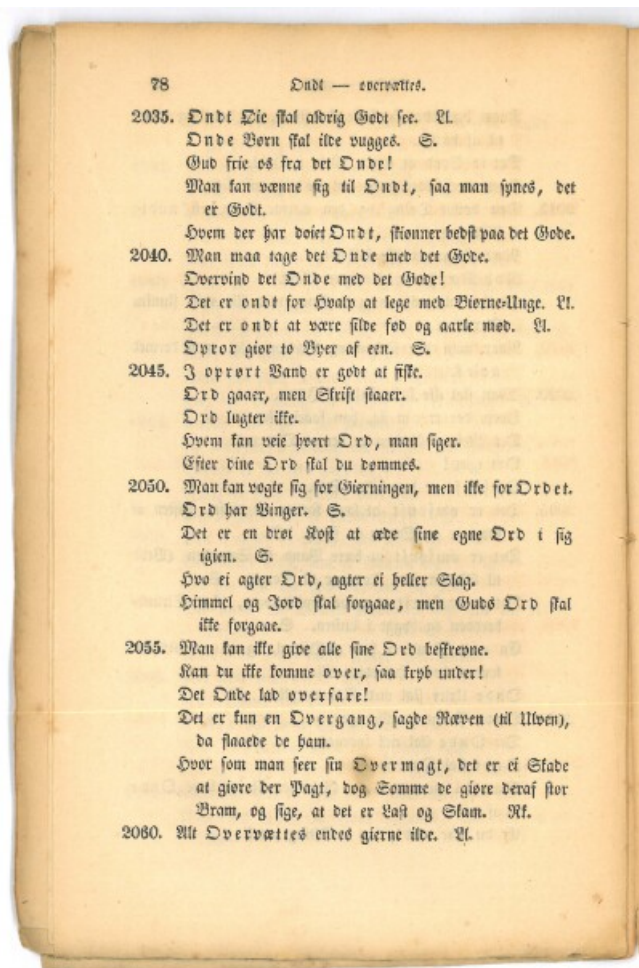 78 Ondt — overvættes.
2035. Ondt Øie skal aldrig Godt see. Ll.
Onde Børn skal ilde vugges. S.
Gud frie os fra det Onde!
Man kan vænne sig til Ondt, saa man synes, det
er Godt.
Hvem der har døiet Ondt, skiønner bedst paa det Gode.
2040. Man maa tage det Onde med det Gode.
Overvind det Onde med det Gode!
Det er ondt for Hvalp at lege med Biørne-Unge. Ll.
Det er ondt at være silde fød og aarle mød. Ll.
Oprør giør to Byer af een. S.
2045. I oprørt Vand er godt at fiske.
Ord gaaer, men Skrift staaer.
Ord lugter ikke.
Hvem kan veie hvert Ord, man siger.
Efter dine Ord skal du dømmes.
2050. Man kan vogte sig for Gierningen, men ikke for Ordet.
Ord har Vinger. S.
Det er en drøi Kost at æde sine egne Ord i sig
igien. S.
Hvo ei agter Ord, agter ei heller Slag.
Himmel og Jord skal forgaae, men Guds Ord skal
ikke forgaae.
2055. Man kan ikke give alle sine Ord beskrevne.
Kan du ikke komme over, saa kryb under!
Det Onde lad overfare!
Det er kun en Overgang, sagde Ræven (til Ulven),
da flaaede de ham.
Hvor som man seer sin Overmagt, det er ei Skade
at giøre der Pagt, dog Somme de giøre deraf stor
Bram, og sige, at det er Last og Skam. Rk.
2060. Alt Overvættes endes gierne ilde. Ll.